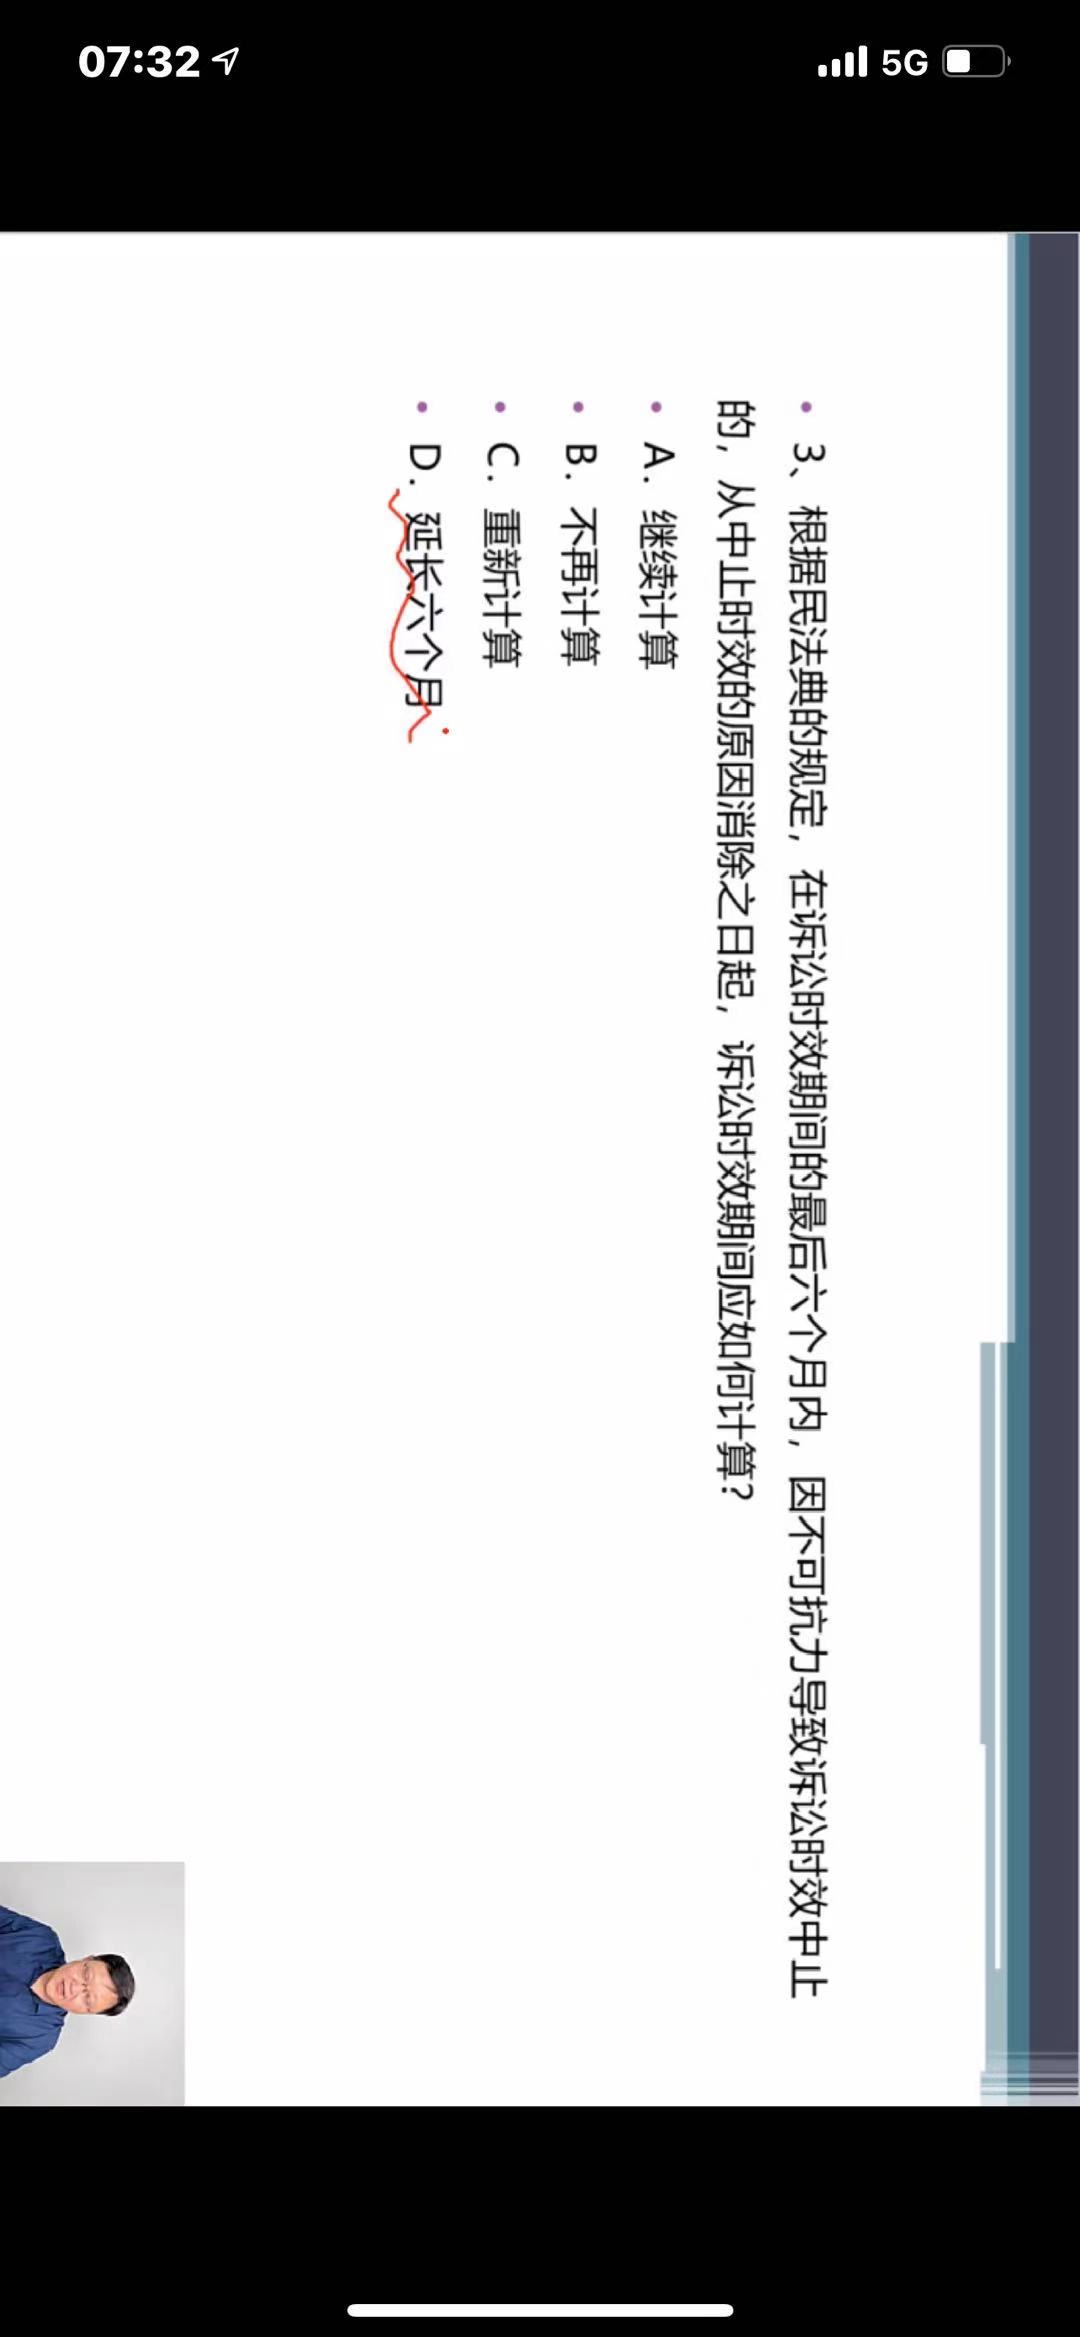 07:32
5G
• 3、根据民法典的规定，在诉讼时效期间的最后六个月内，因不可抗力导致诉讼时效中止
的，从中止时效的原因消除之日起，诉讼时效期间应如何计算？
• A. 继续计算
• B. 不再计算
• C. 重新计算
• D. 延长六个月